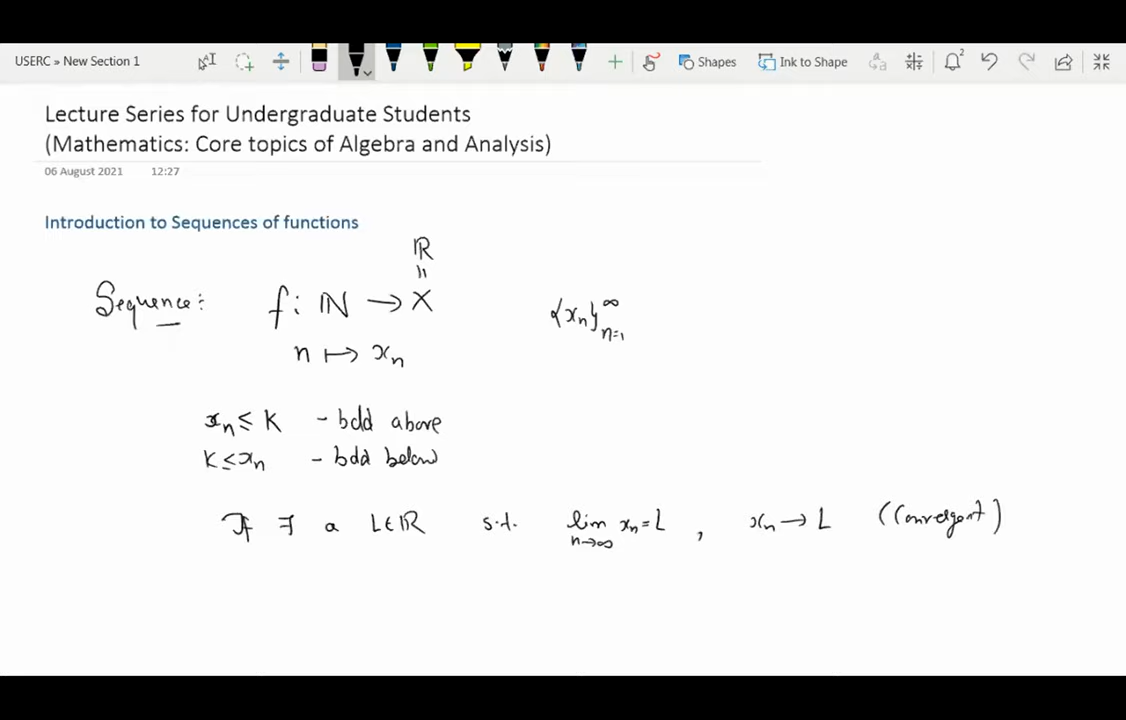 USERC » New Section 1 Shapes Ink to Shape 2
Lecture Series for Undergraduate Students
(Mathematics: Core topics of Algebra and Analysis)
06 August 2021 12:27
Introduction to Sequences of functions
ℝ
=
Sequence: f: ℕ → X {xₙ}ₙ₌₁^∞
n ↦ xₙ
xₙ ≤ K - bdd above
K ≤ xₙ - bdd below
If ∃ a L∈ℝ s.t. lim xₙ = L , xₙ → L (Convergent)
n→∞